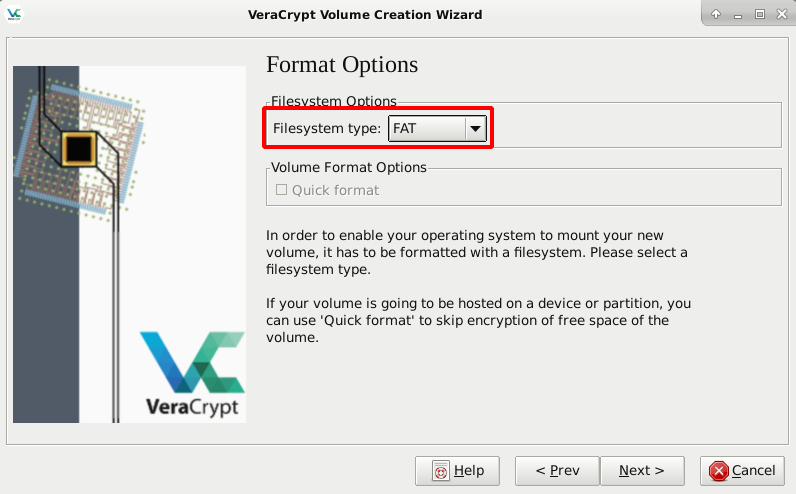 VeraCrypt Volume Creation Wizard
Format Options
Filesystem Options
Filesystem type: FAT
Volume Format Options
Quick format
In order to enable your operating system to mount your new
volume, it has to be formatted with a filesystem. Please select a
filesystem type.
If your volume is going to be hosted on a device or partition, you
can use 'Quick format' to skip encryption of free space of the
volume.
VeraCrypt
Help
< Prev
Next >
Cancel